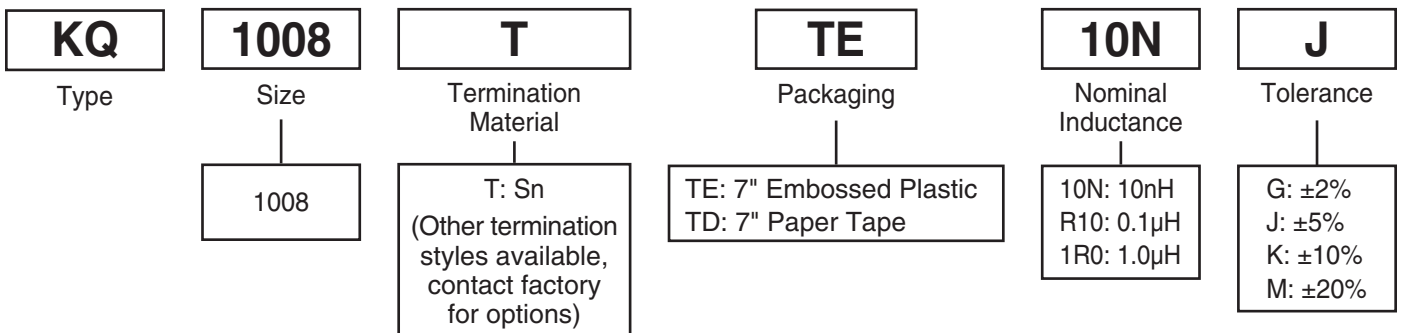 KQ 1008 T TE 10N J
Type
Size
Termination
Material
Packaging
Nominal
Inductance
Tolerance
1008
T: Sn
(Other termination
styles available,
contact factory
for options)
TE: 7" Embossed Plastic
TD: 7" Paper Tape
10N: 10nH
R10: 0.1µH
1R0: 1.0µH
G: ±2%
J: ±5%
K: ±10%
M: ±20%